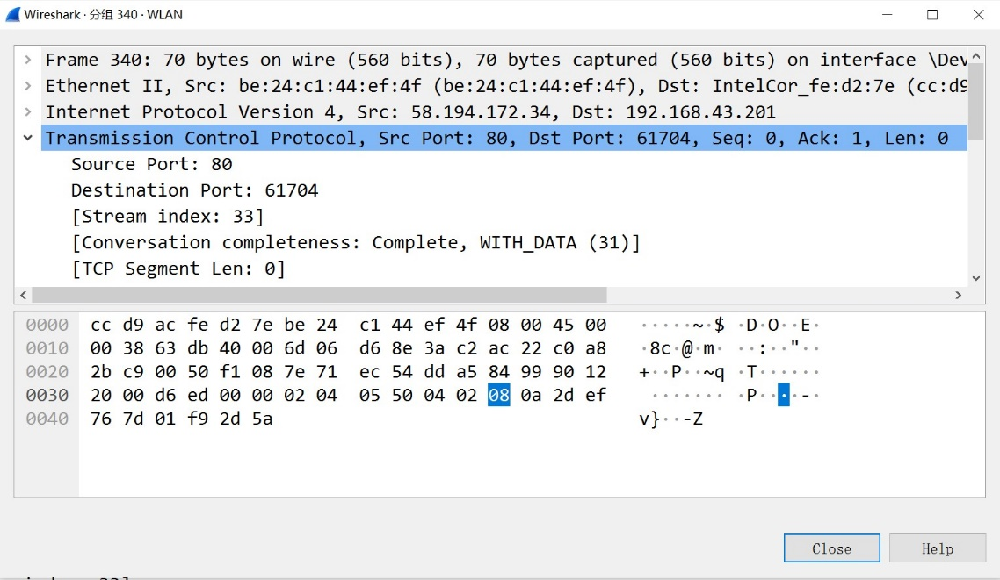 Wireshark · 分组 340 · WLAN
Frame 340: 70 bytes on wire (560 bits), 70 bytes captured (560 bits) on interface \Dev
Ethernet II, Src: be:24:c1:44:ef:4f (be:24:c1:44:ef:4f), Dst: IntelCor_fe:d2:7e (cc:d9
Internet Protocol Version 4, Src: 58.194.172.34, Dst: 192.168.43.201
Transmission Control Protocol, Src Port: 80, Dst Port: 61704, Seq: 0, Ack: 1, Len: 0
Source Port: 80
Destination Port: 61704
[Stream index: 33]
[Conversation completeness: Complete, WITH_DATA (31)]
[TCP Segment Len: 0]
0000 cc d9 ac fe d2 7e be 24 c1 44 ef 4f 08 00 45 00 ·····~·$ ·D·O··E·
0010 00 38 63 db 40 00 6d 06 d6 8e 3a c2 ac 22 c0 a8 ·8c·@·m· ··:··"··
0020 2b c9 00 50 f1 08 7e 71 ec 54 dd a5 84 99 90 12 +··P··~q ·T······
0030 20 00 d6 ed 00 00 02 04 05 50 04 02 08 0a 2d ef ······· ·P····-·
0040 76 7d 01 f9 2d 5a v}··-Z
Close Help